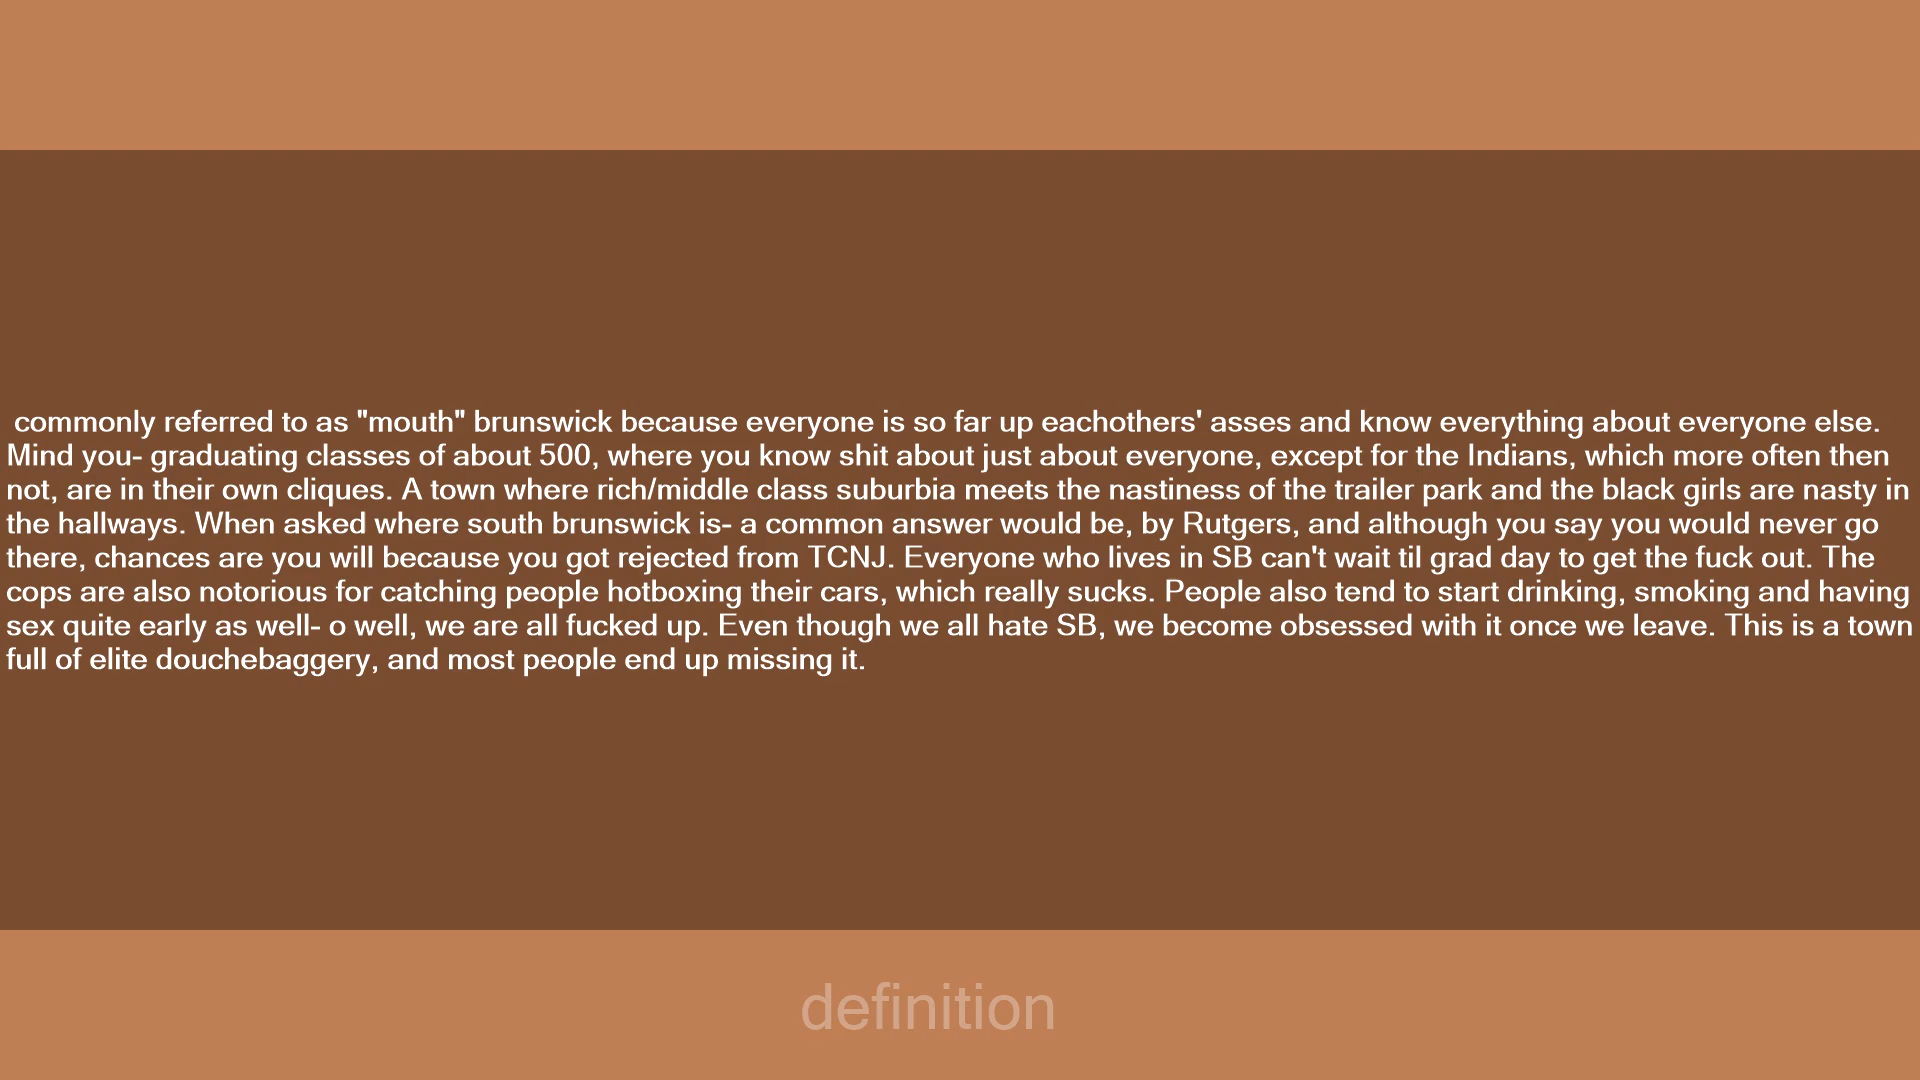 commonly referred to as "mouth" brunswick because everyone is so far up eachothers' asses and know everything about everyone else.
Mind you- graduating classes of about 500, where you know shit about just about everyone, except for the Indians, which more often then
not, are in their own cliques. A town where rich/middle class suburbia meets the nastiness of the trailer park and the black girls are nasty in
the hallways. When asked where south brunswick is- a common answer would be, by Rutgers, and although you say you would never go
there, chances are you will because you got rejected from TCNJ. Everyone who lives in SB can't wait til grad day to get the fuck out. The
cops are also notorious for catching people hotboxing their cars, which really sucks. People also tend to start drinking, smoking and having
sex quite early as well- o well, we are all fucked up. Even though we all hate SB, we become obsessed with it once we leave. This is a town
full of elite douchebaggery, and most people end up missing it.
definition